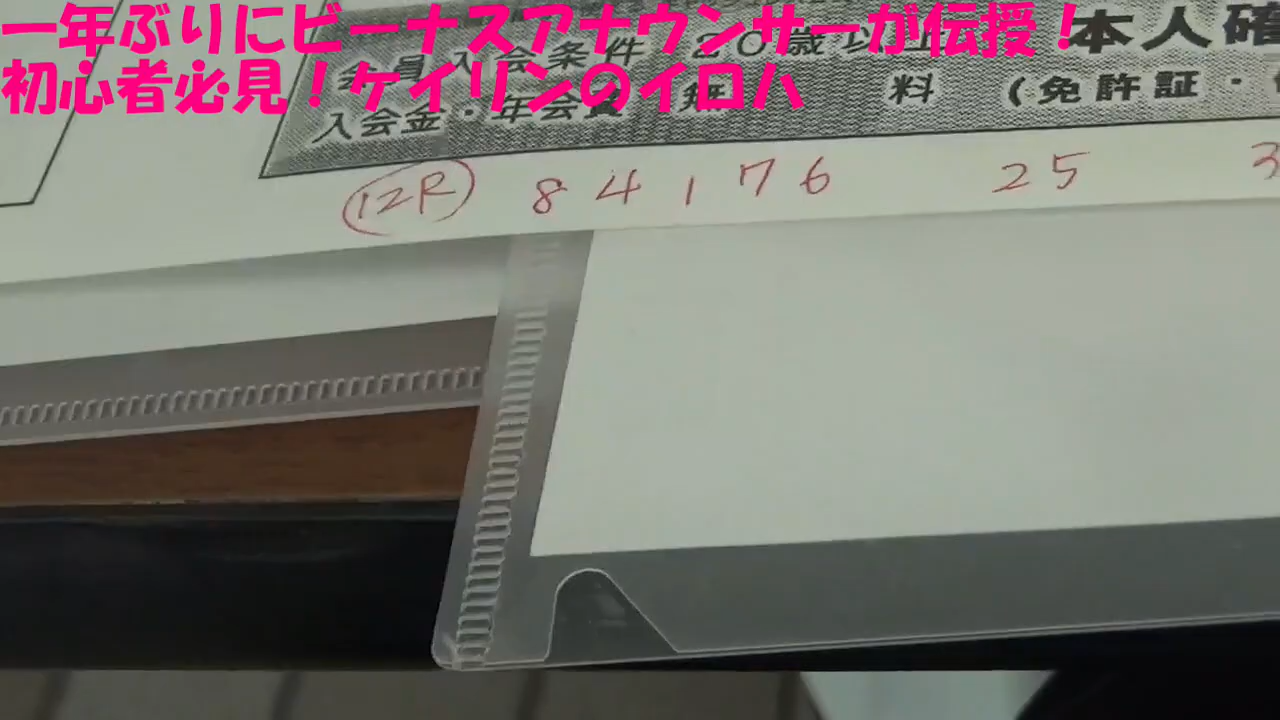 一年ぶりにビーナスアナウンサーが伝授！
初心者必見！ケイリンのイロハ
会員入会条件 20歳以上
本人確
入会金・年会費 無 料 (免許証・
12R 8 4 1 7 6 25 3